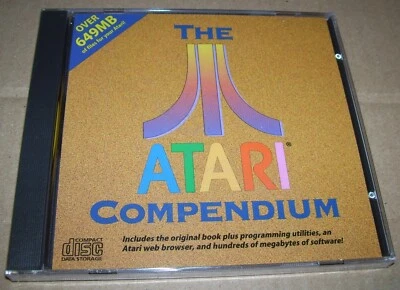 OVER
649MB
of files for your Atari!
THE
ATARI
COMPENDIUM
Includes the original book plus programming utilities, an
Atari web browser, and hundreds of megabytes of software!
COMPACT
disc
DATA STORAGE